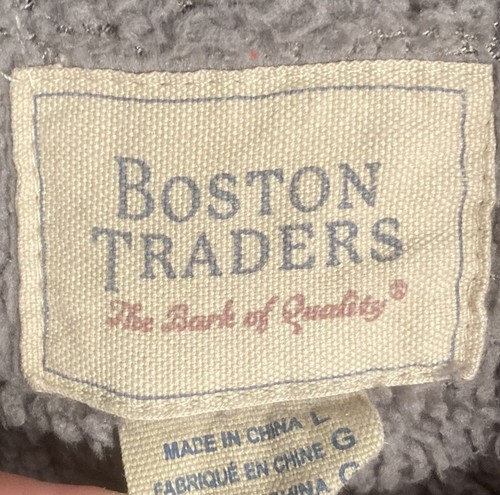 BOSTON
TRADERS
The Bark of Quality®
MADE IN CHINA L
FABRIQUÉ EN CHINE G